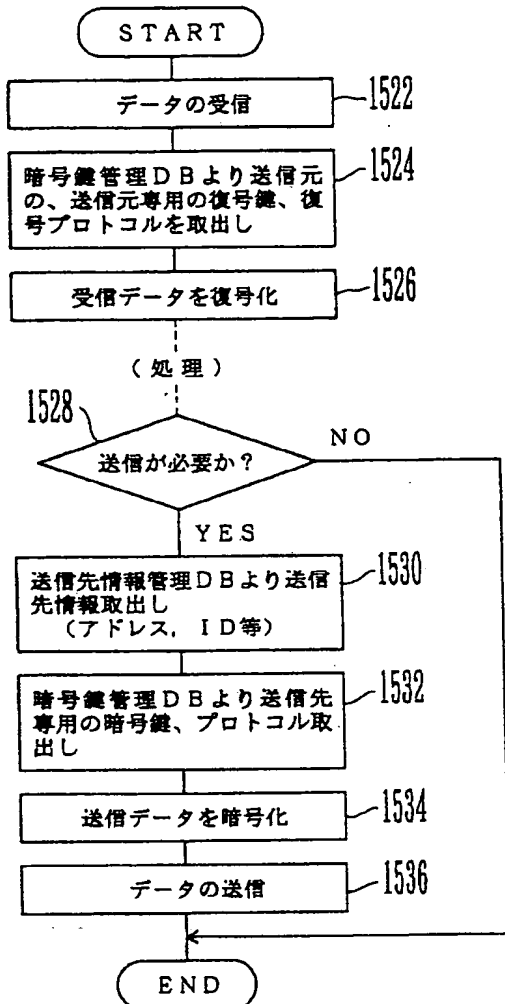 START
データの受信
1522
暗号鍵管理DBより送信元
の、送信元専用の復号鍵、復
号プロトコルを取出し
1524
受信データを復号化
1526
(処理)
1528
送信が必要か?
NO
YES
送信先情報管理DBより送信
先情報取出し
(アドレス, ID等)
1530
暗号鍵管理DBより送信先
専用の暗号鍵、プロトコル取
出し
1532
送信データを暗号化
1534
データの送信
1536
END